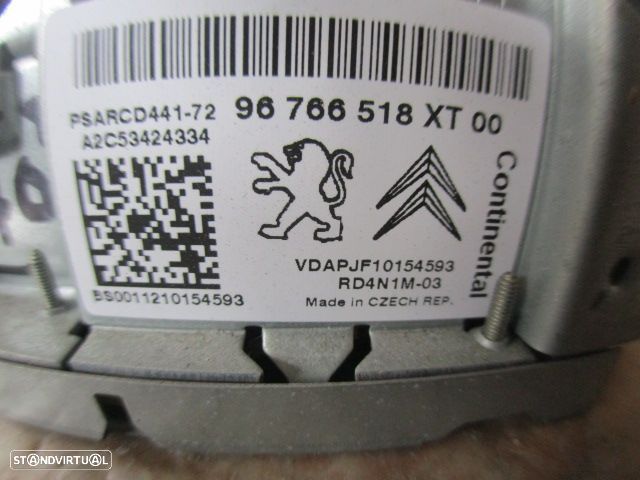 PSARCD441-72 96 766 518 XT 00
A2C53424334
Continental
VDAPJF10154593
RD4N1M-03
BS0011210154593
Made in CZECH REP.
STANDVIRTUAL